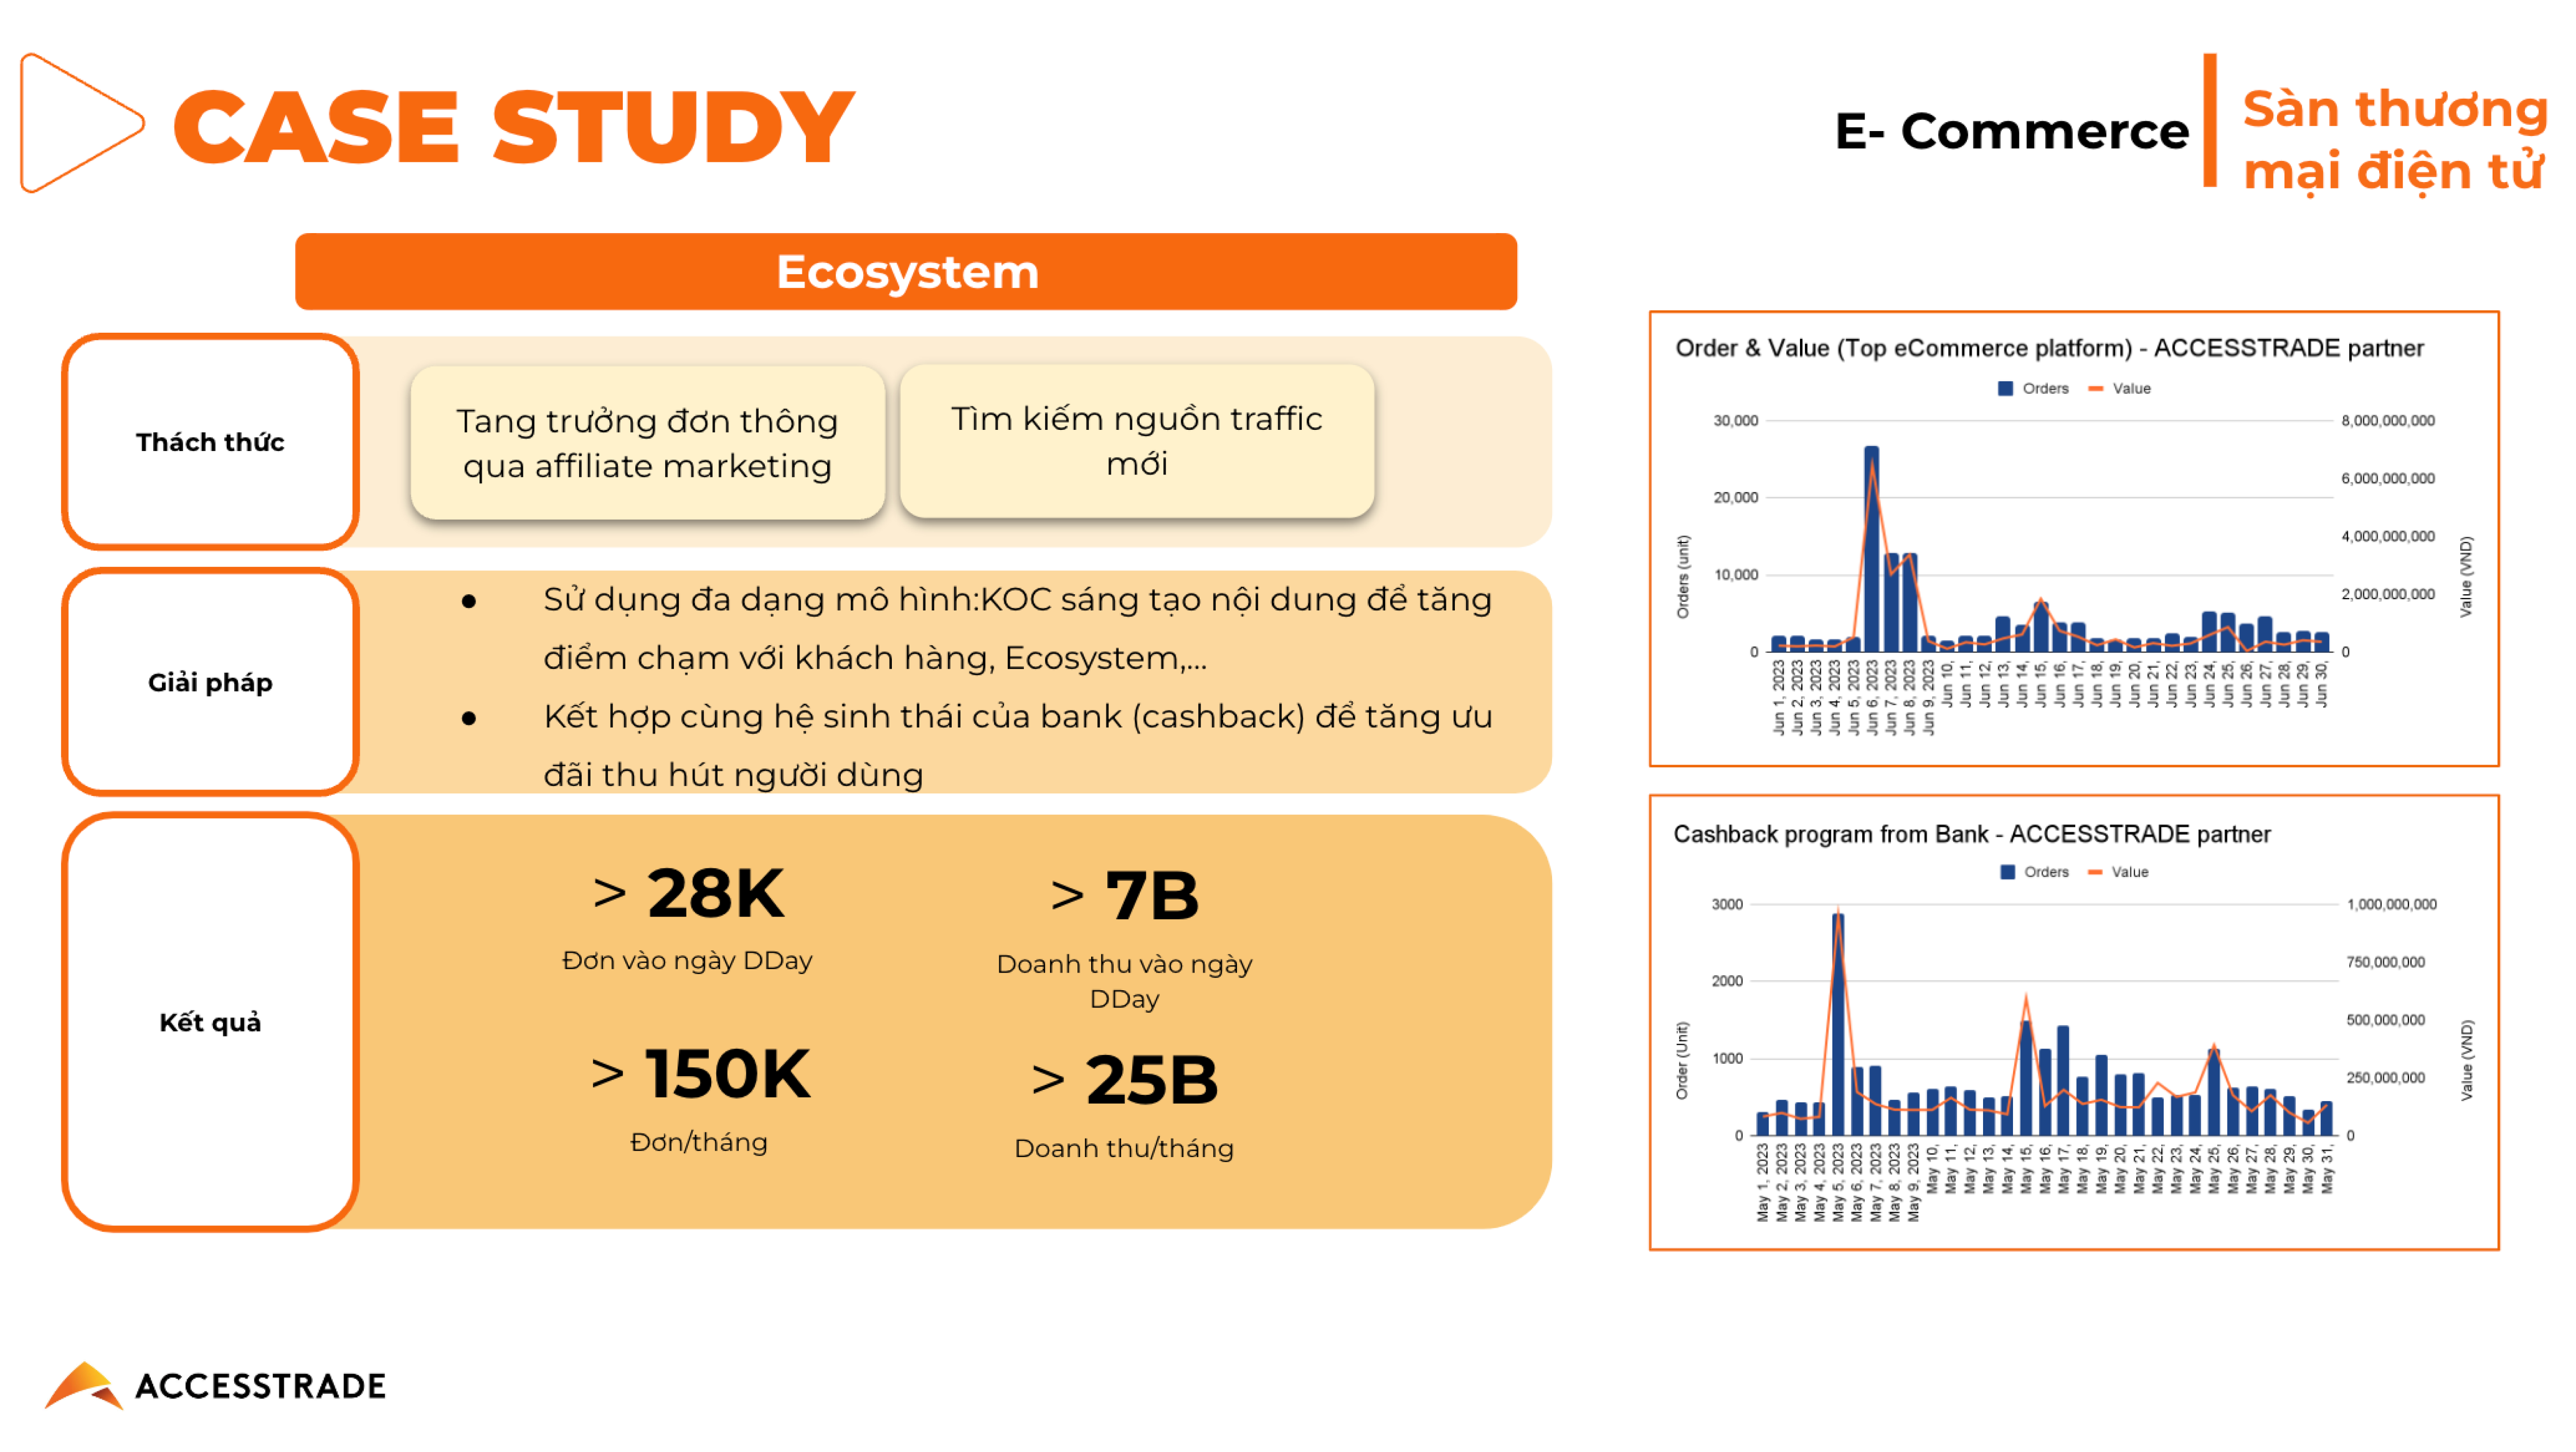 CASE STUDY
E- Commerce
Sàn thương
mại điện tử
Ecosystem
Thách thức
Tang trưởng đơn thông
qua affiliate marketing
Tìm kiếm nguồn traffic
mới
Giải pháp
● Sử dụng đa dạng mô hình:KOC sáng tạo nội dung để tăng
điểm chạm với khách hàng, Ecosystem,...
● Kết hợp cùng hệ sinh thái của bank (cashback) để tăng ưu
đãi thu hút người dùng
Kết quả
> 28K
Đơn vào ngày DDay
> 7B
Doanh thu vào ngày
DDay
> 150K
Đơn/tháng
> 25B
Doanh thu/tháng
Order & Value (Top eCommerce platform) - ACCESSTRADE partner
Orders
Value
30,000
20,000
10,000
0
Orders (unit)
8,000,000,000
6,000,000,000
4,000,000,000
2,000,000,000
0
Value (VND)
Jun 1, 2023
Jun 2, 2023
Jun 3, 2023
Jun 4, 2023
Jun 5, 2023
Jun 6, 2023
Jun 7, 2023
Jun 8, 2023
Jun 9, 2023
Jun 10,
Jun 11,
Jun 12,
Jun 13,
Jun 14,
Jun 15,
Jun 16,
Jun 17,
Jun 18,
Jun 19,
Jun 20,
Jun 21,
Jun 22,
Jun 23,
Jun 24,
Jun 25,
Jun 26,
Jun 27,
Jun 28,
Jun 29,
Jun 30,
Cashback program from Bank - ACCESSTRADE partner
Orders
Value
3000
2000
1000
0
Order (Unit)
1,000,000,000
750,000,000
500,000,000
250,000,000
0
Value (VND)
May 1, 2023
May 2, 2023
May 3, 2023
May 4, 2023
May 5, 2023
May 6, 2023
May 7, 2023
May 8, 2023
May 9, 2023
May 10,
May 11,
May 12,
May 13,
May 14,
May 15,
May 16,
May 17,
May 18,
May 19,
May 20,
May 21,
May 22,
May 23,
May 24,
May 25,
May 26,
May 27,
May 28,
May 29,
May 30,
May 31,
ACCESSTRADE